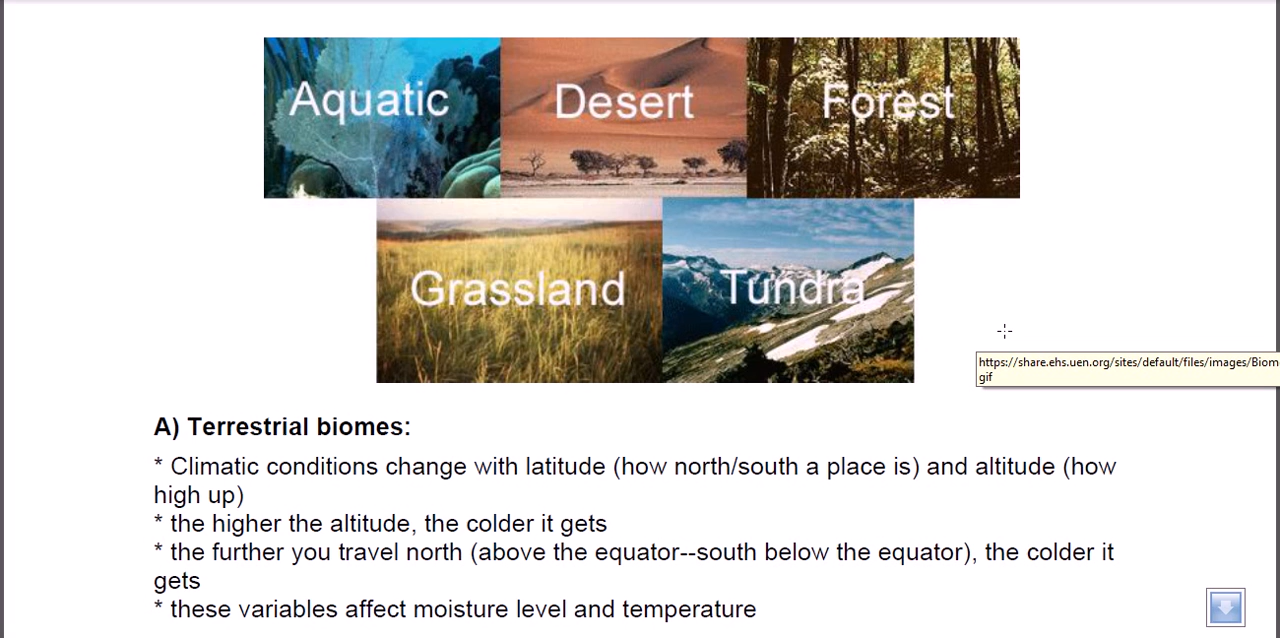 Aquatic Desert Forest
Grassland Tundra
https://share.ehs.uen.org/sites/default/files/images/Biom
gif
A) Terrestrial biomes:
* Climatic conditions change with latitude (how north/south a place is) and altitude (how
high up)
* the higher the altitude, the colder it gets
* the further you travel north (above the equator--south below the equator), the colder it
gets
* these variables affect moisture level and temperature